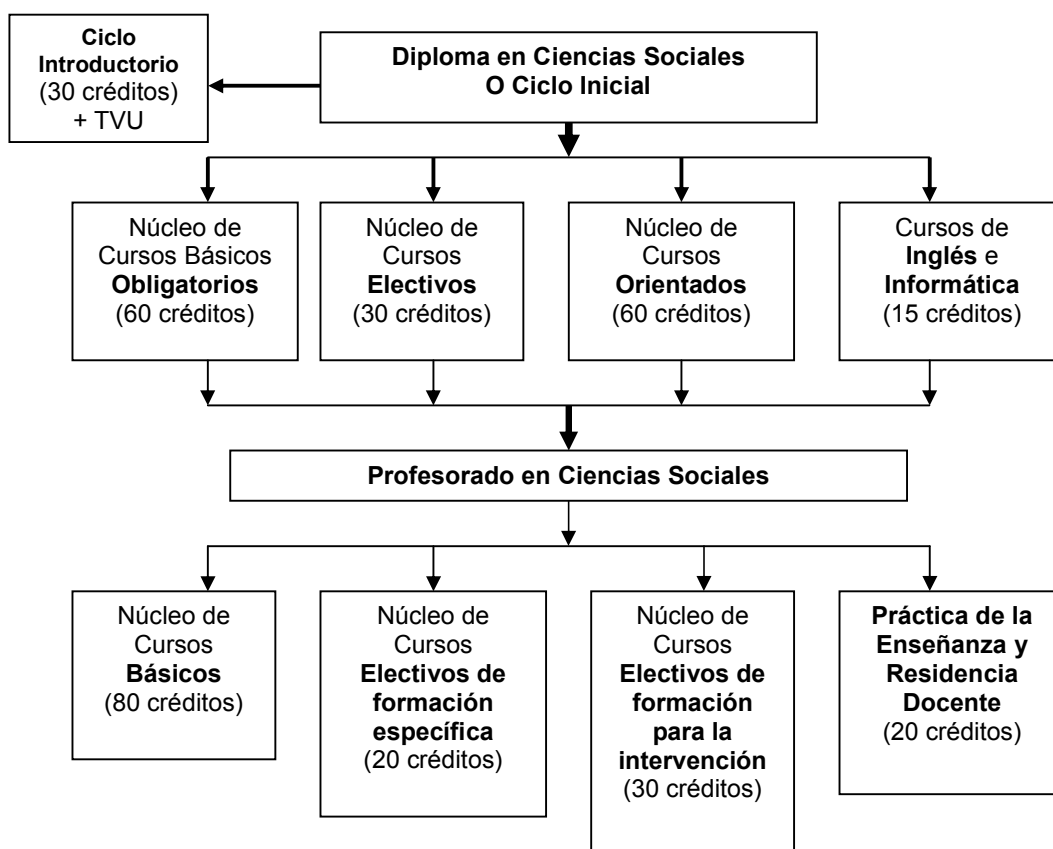 Ciclo
Introductorio
(30 créditos)
+ TVU
Diploma en Ciencias Sociales
O Ciclo Inicial
Núcleo de
Cursos Básicos
Obligatorios
(60 créditos)
Núcleo de
Cursos
Electivos
(30 créditos)
Núcleo de
Cursos
Orientados
(60 créditos)
Cursos de
Inglés e
Informática
(15 créditos)
Profesorado en Ciencias Sociales
Núcleo de
Cursos
Básicos
(80 créditos)
Núcleo de
Cursos
Electivos de
formación
específica
(20 créditos)
Núcleo de
Cursos
Electivos de
formación
para la
intervención
(30 créditos)
Práctica de la
Enseñanza y
Residencia
Docente
(20 créditos)